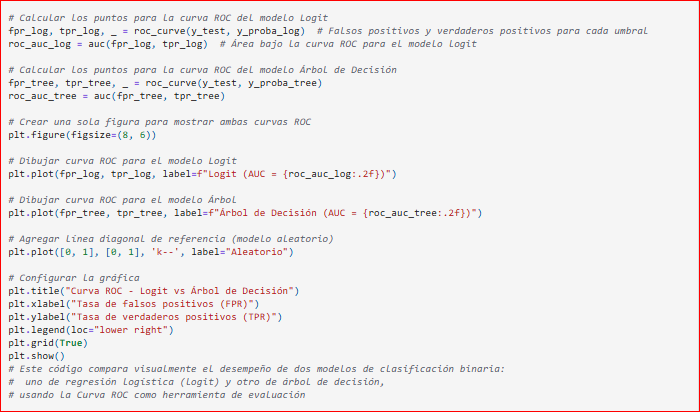 # Calcular los puntos para la curva ROC del modelo Logit
fpr_log, tpr_log, _ = roc_curve(y_test, y_proba_log)  # Falsos positivos y verdaderos positivos para cada umbral
roc_auc_log = auc(fpr_log, tpr_log)  # Área bajo la curva ROC para el modelo logit

# Calcular los puntos para la curva ROC del modelo Árbol de Decisión
fpr_tree, tpr_tree, _ = roc_curve(y_test, y_proba_tree)
roc_auc_tree = auc(fpr_tree, tpr_tree)

# Crear una sola figura para mostrar ambas curvas ROC
plt.figure(figsize=(8, 6))

# Dibujar curva ROC para el modelo Logit
plt.plot(fpr_log, tpr_log, label=f"Logit (AUC = {roc_auc_log:.2f})")

# Dibujar curva ROC para el modelo Árbol
plt.plot(fpr_tree, tpr_tree, label=f"Árbol de Decisión (AUC = {roc_auc_tree:.2f})")

# Agregar línea diagonal de referencia (modelo aleatorio)
plt.plot([0, 1], [0, 1], 'k--', label="Aleatorio")

# Configurar la gráfica
plt.title("Curva ROC - Logit vs Árbol de Decisión")
plt.xlabel("Tasa de falsos positivos (FPR)")
plt.ylabel("Tasa de verdaderos positivos (TPR)")
plt.legend(loc="lower right")
plt.grid(True)
plt.show()
# Este código compara visualmente el desempeño de dos modelos de clasificación binaria:
#  uno de regresión logística (logit) y otro de árbol de decisión,
# usando la Curva ROC como herramienta de evaluación